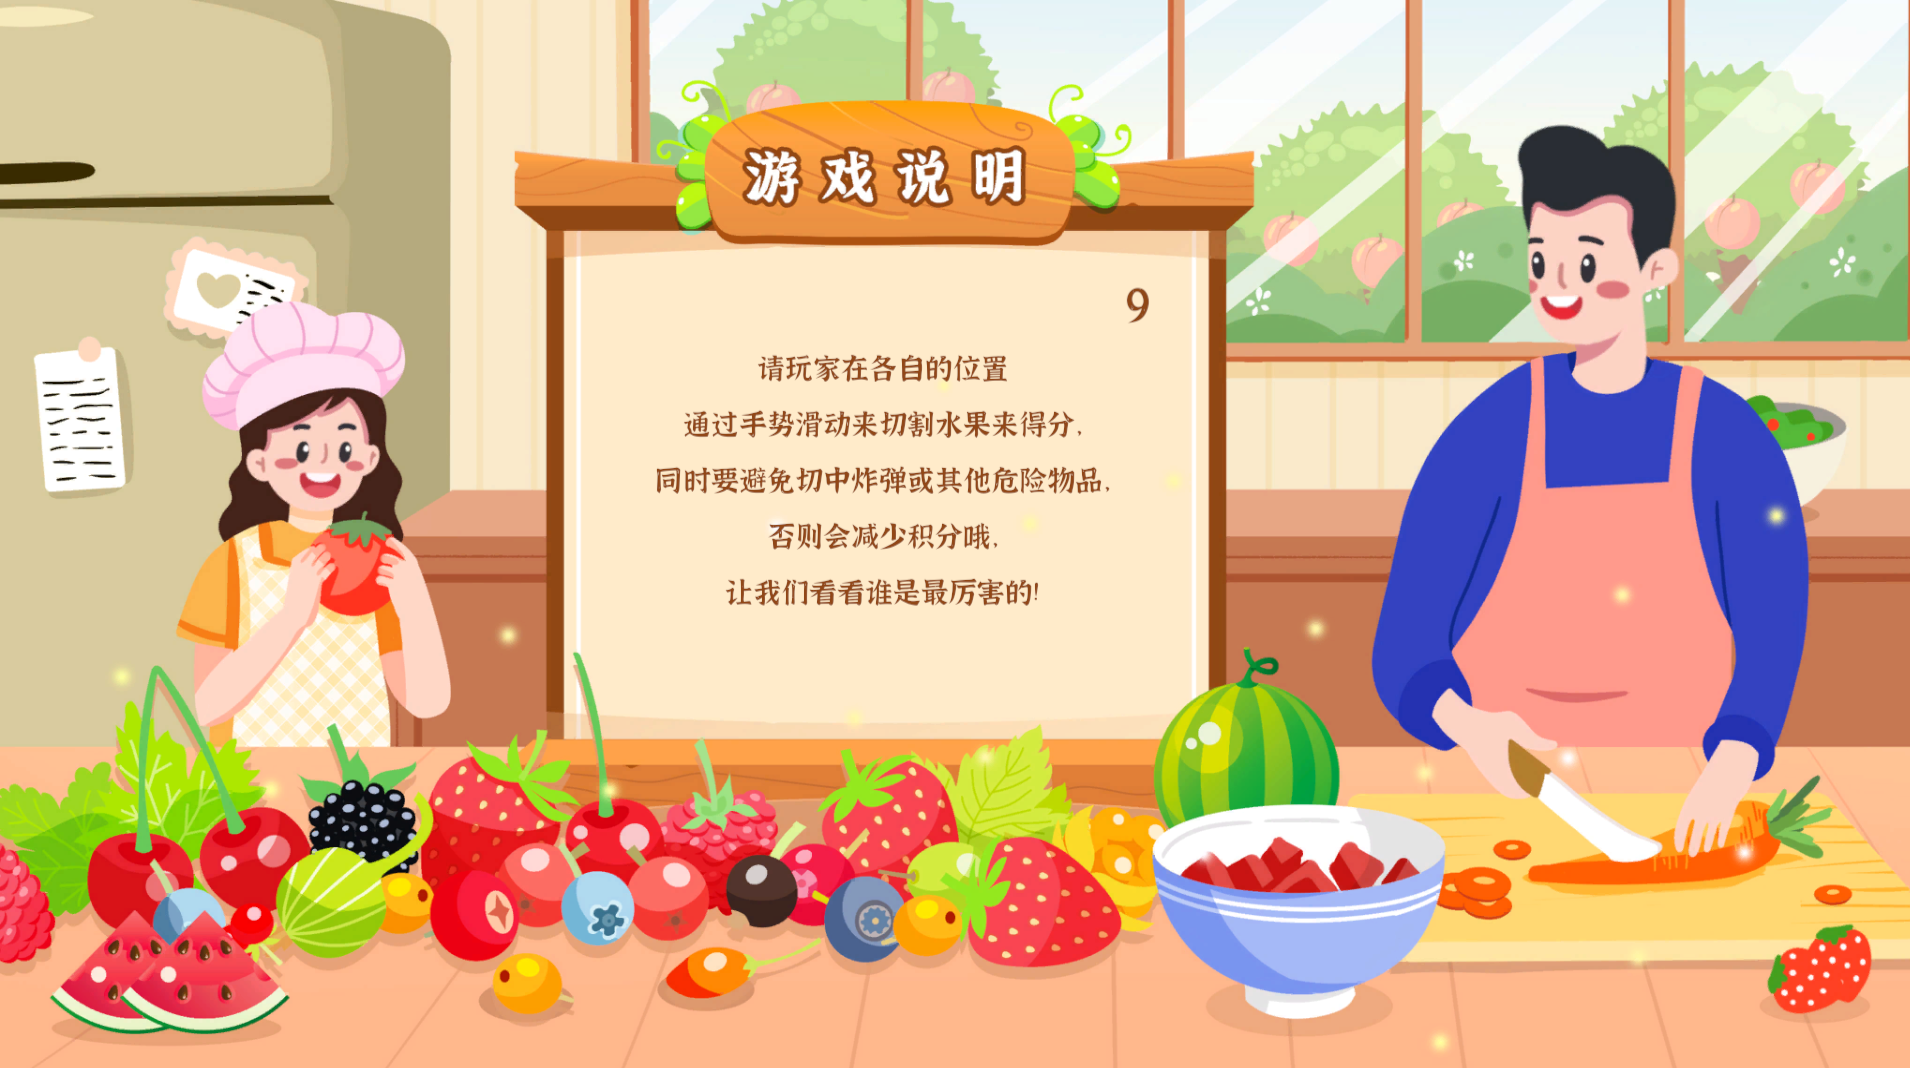 游戏说明
9
请玩家在各自的位置
通过手势滑动来切割水果来得分,
同时要避免切中炸弹或其他危险物品,
否则会减少积分哦,
让我们看看谁是最厉害的!